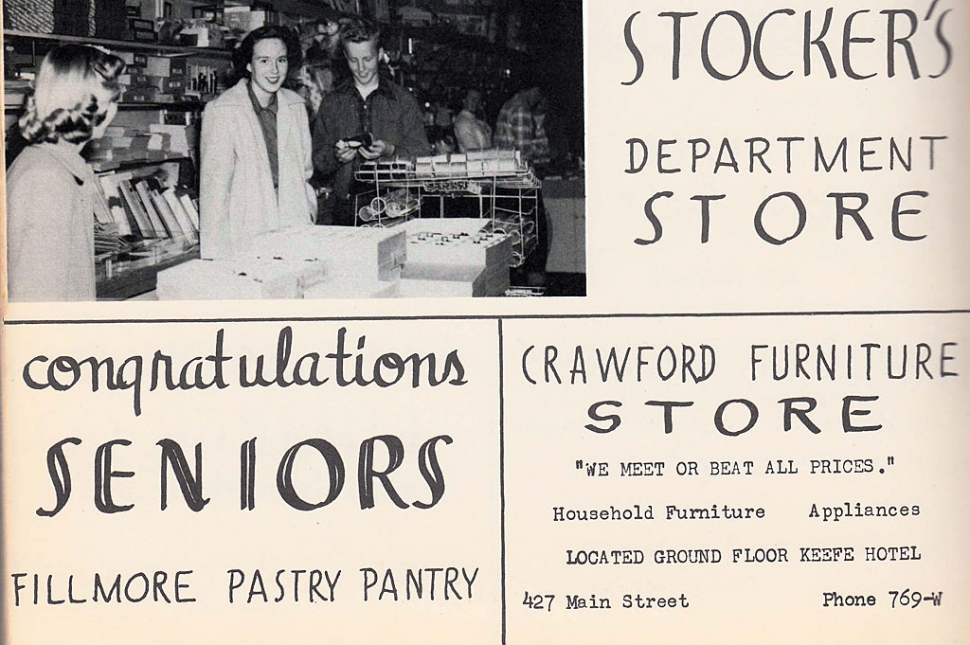 STOCKER'S
DEPARTMENT
STORE
congratulations
SENIORS
FILLMORE PASTRY PANTRY
CRAWFORD FURNITURE
STORE
"WE MEET OR BEAT ALL PRICES."
Household Furniture Appliances
LOCATED GROUND FLOOR KEEFE HOTEL
427 Main Street Phone 769-W